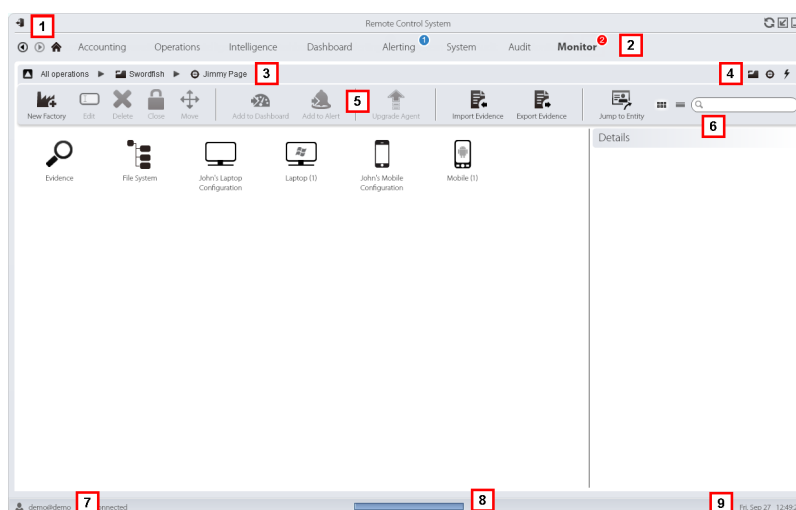 Remote Control System
1
Accounting Operations Intelligence Dashboard Alerting 1 System Audit Monitor 2 2
All operations Swordfish Jimmy Page 3 4
New Factory Edit Delete Close Move Add to Dashboard Add to Alert 5 Upgrade Agent Import Evidence Export Evidence Jump to Entity
6
Details
Evidence File System John's Laptop Configuration Laptop (1) John's Mobile Configuration Mobile (1)
demo@demo 7 8 9 Fri, Sep 27